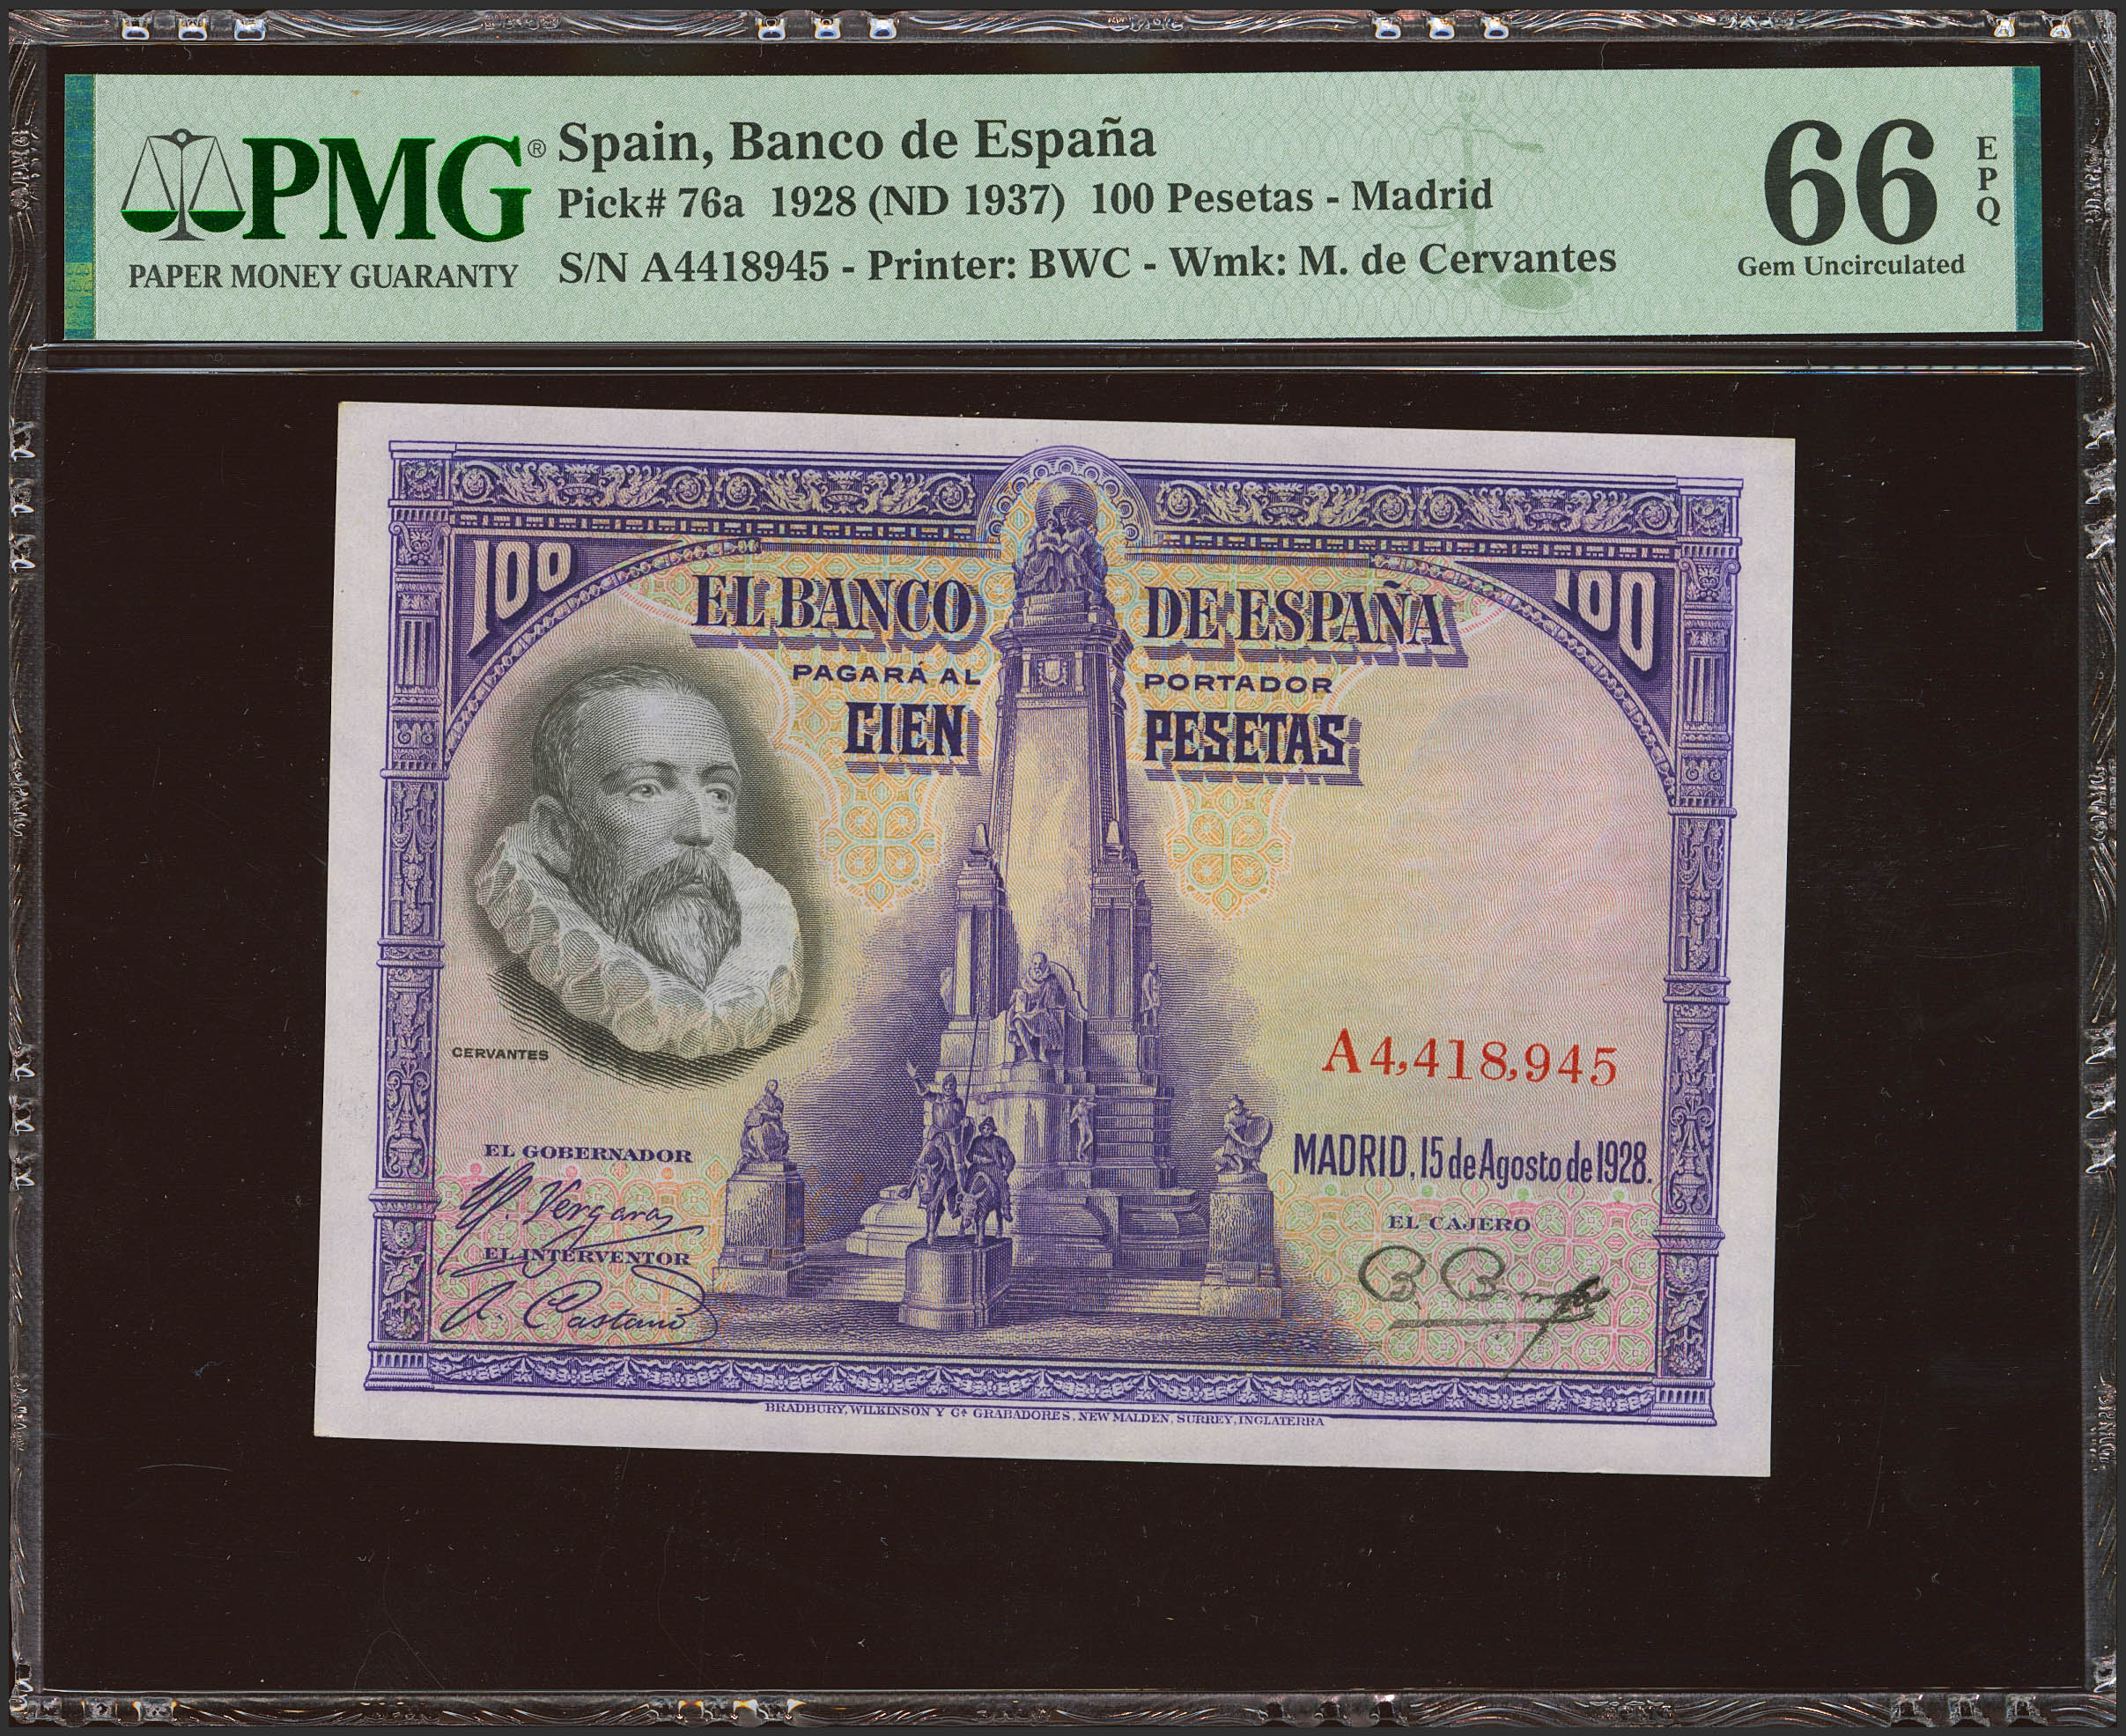 PMG®
PAPER MONEY GUARANTY
Spain, Banco de España
Pick# 76a 1928 (ND 1937) 100 Pesetas - Madrid
S/N A4418945 - Printer: BWC - Wmk: M. de Cervantes
66
EPQ
Gem Uncirculated
100
100
EL BANCO DE ESPAÑA
PAGARÁ AL PORTADOR
CIEN PESETAS
CERVANTES
A4,418,945
MADRID, 15 de Agosto de 1928.
EL GOBERNADOR
Vergara
EL INTERVENTOR
A. Castaño
EL CAJERO
BRADBURY, WILKINSON Y Cª GRABADORES, NEW MALDEN, SURREY, INGLATERRA